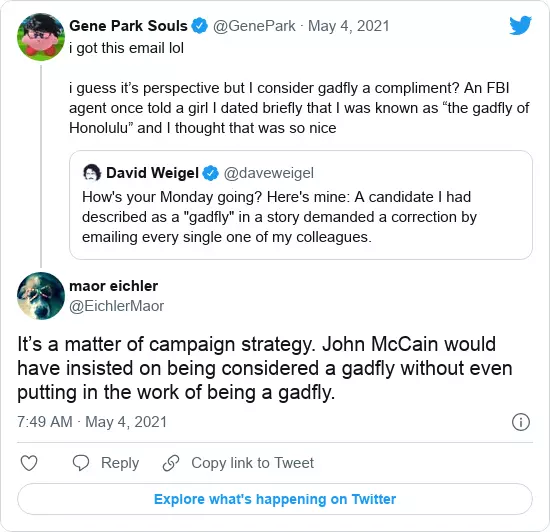 Gene Park Souls @GenePark · May 4, 2021
i got this email lol
i guess it’s perspective but I consider gadfly a compliment? An FBI
agent once told a girl I dated briefly that I was known as “the gadfly of
Honolulu” and I thought that was so nice
David Weigel @daveweigel
How's your Monday going? Here's mine: A candidate I had
described as a "gadfly" in a story demanded a correction by
emailing every single one of my colleagues.
maor eichler
@EichlerMaor
It’s a matter of campaign strategy. John McCain would
have insisted on being considered a gadfly without even
putting in the work of being a gadfly.
7:49 AM · May 4, 2021
Reply
Copy link to Tweet
Explore what's happening on Twitter